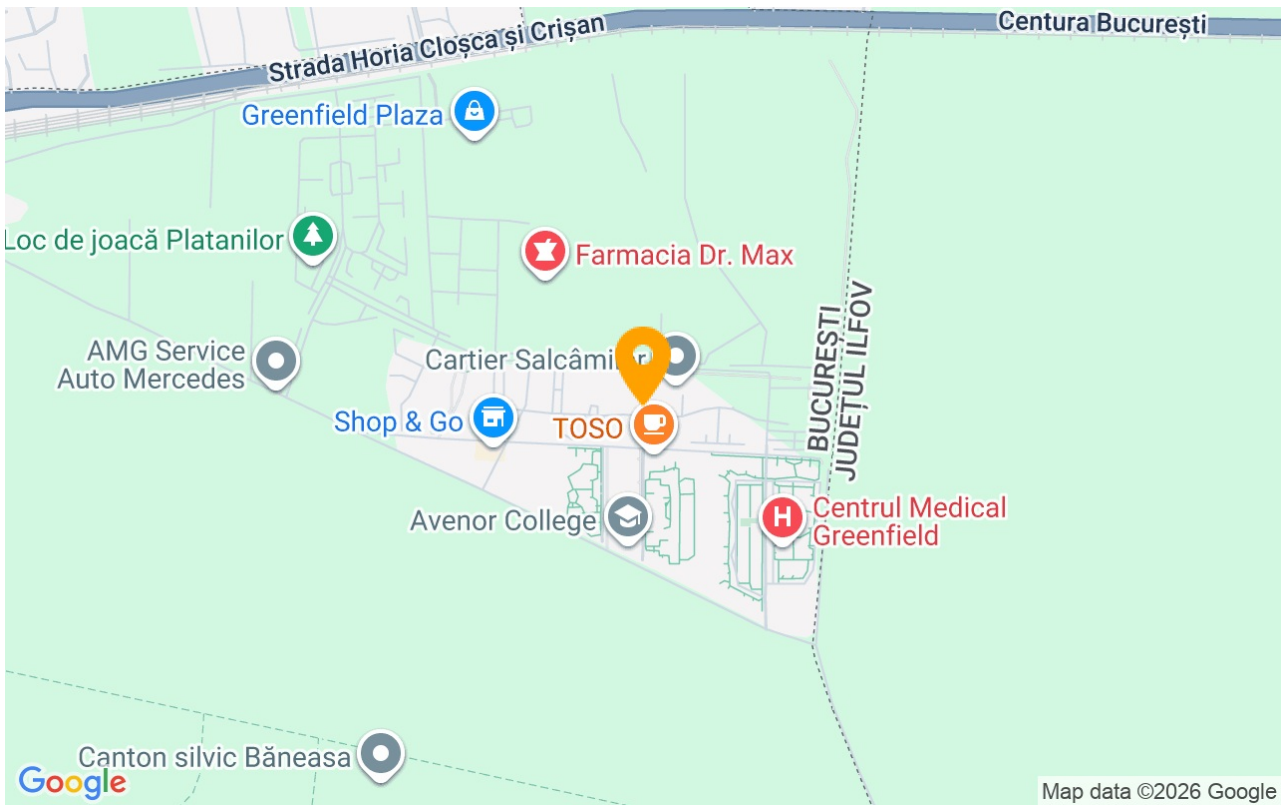 Centura București
Strada Horia Cloșca și Crișan
Greenfield Plaza
Loc de joacă Platanilor
Farmacia Dr. Max
AMG Service
Auto Mercedes
Cartier Salcâmilor
BUCUREȘTI
JUDEȚUL ILFOV
Shop & Go
TOSO
Avenor College
H
Centrul Medical
Greenfield
Canton silvic Băneasa
Google
Map data ©2026 Google